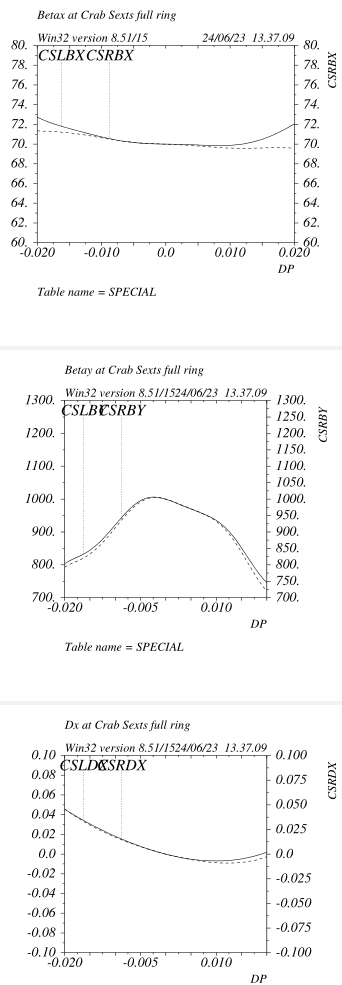 Betax at Crab Sexts full ring
Win32 version 8.51/15 24/06/23 13.37.09
80. CSLBX CSRBX 80.
78. 78.
76. 76.
74. 74.
72. 72.
70. 70.
68. 68.
66. 66.
64. 64.
62. 62.
60. 60.
-0.020 -0.010 0.0 0.010 0.020
DP
CSRBX
Table name = SPECIAL
Betay at Crab Sexts full ring
Win32 version 8.51/1524/06/23 13.37.09
1300. CSLBY CSRBY 1300.
1250.
1200. 1200.
1150.
1100. 1100.
1050.
1000. 1000.
950.
900. 900.
850.
800. 800.
750.
700. 700.
-0.020 -0.005 0.010
DP
CSRBY
Table name = SPECIAL
Dx at Crab Sexts full ring
Win32 version 8.51/1524/06/23 13.37.09
0.10 CSLDX CSRDX 0.100
0.08 0.075
0.06 0.050
0.04
0.02 0.025
0.0 0.0
-0.02 -0.025
-0.04
-0.06 -0.050
-0.08 -0.075
-0.10 -0.100
-0.020 -0.005 0.010
DP
CSRDX